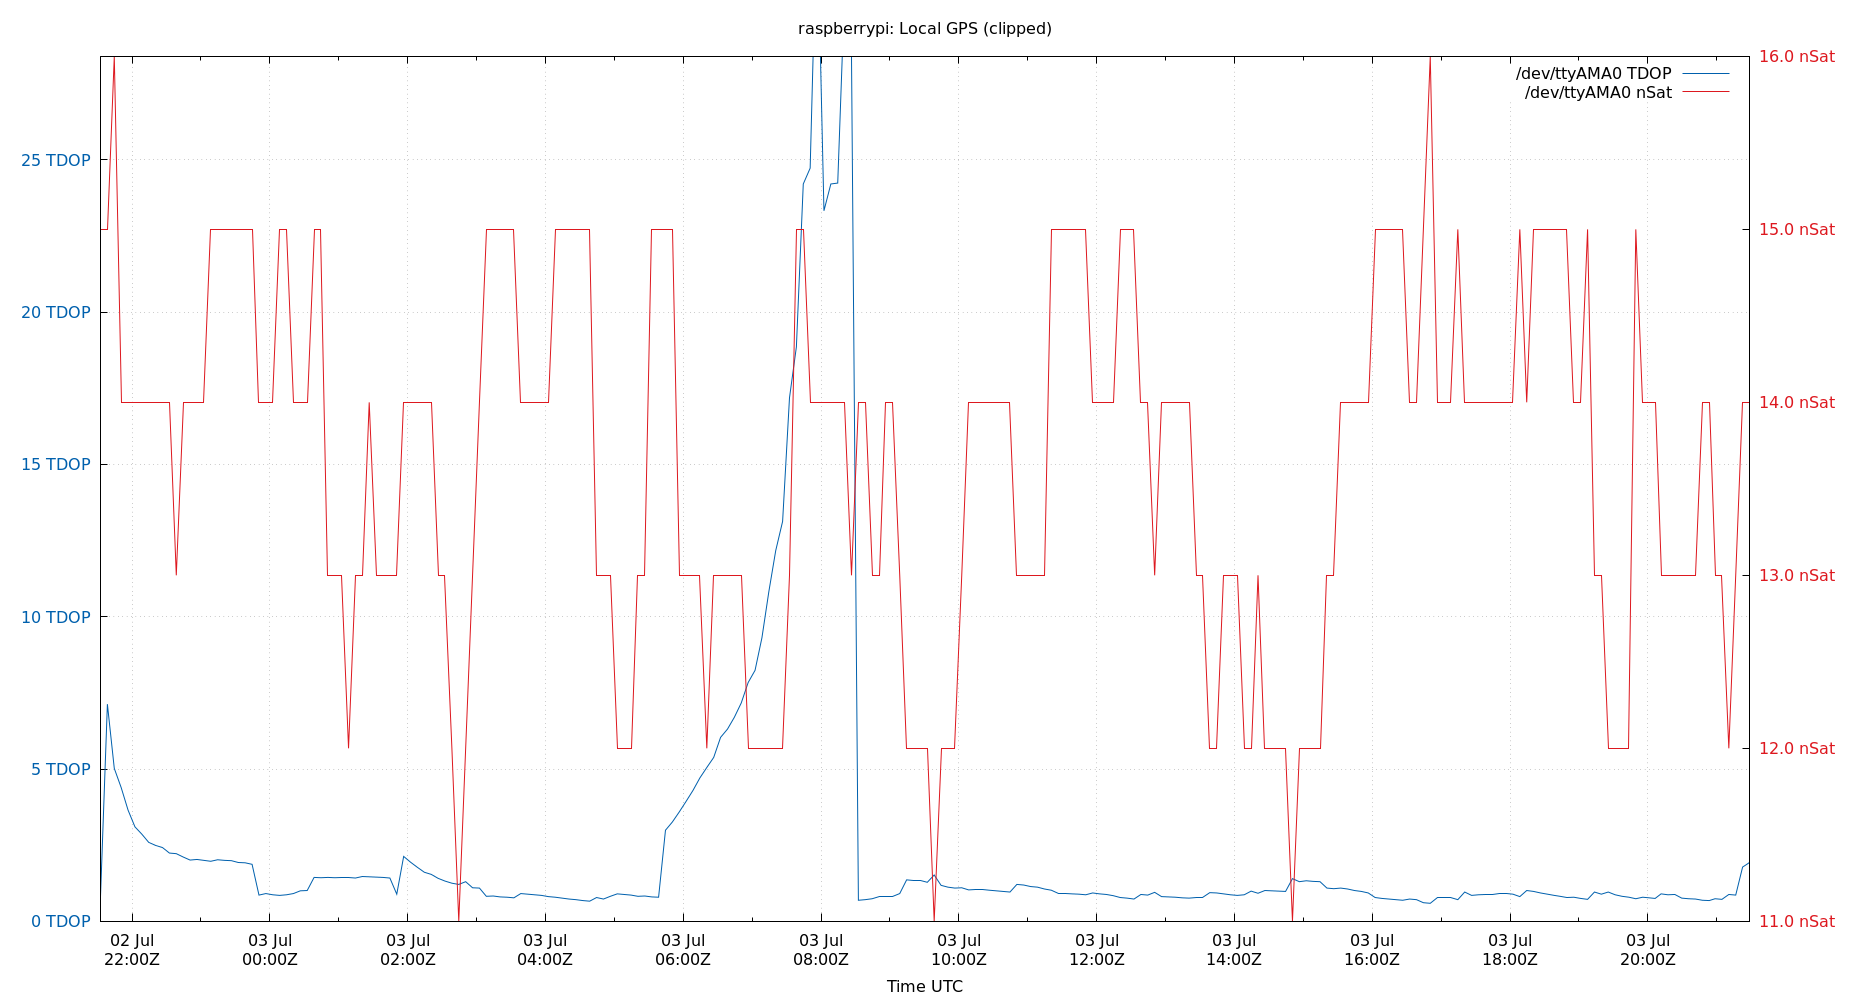 raspberrypi: Local GPS (clipped)
/dev/ttyAMA0 TDOP
/dev/ttyAMA0 nSat
25 TDOP
20 TDOP
15 TDOP
10 TDOP
5 TDOP
0 TDOP
16.0 nSat
15.0 nSat
14.0 nSat
13.0 nSat
12.0 nSat
11.0 nSat
02 Jul
22:00Z
03 Jul
00:00Z
03 Jul
02:00Z
03 Jul
04:00Z
03 Jul
06:00Z
03 Jul
08:00Z
03 Jul
10:00Z
03 Jul
12:00Z
03 Jul
14:00Z
03 Jul
16:00Z
03 Jul
18:00Z
03 Jul
20:00Z
Time UTC